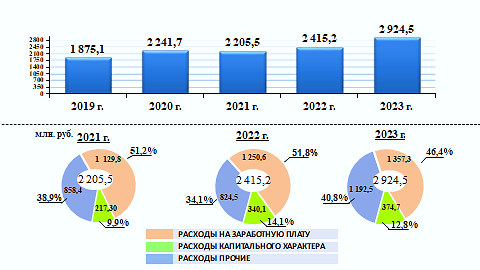 1 875,1
2 241,7
2 205,5
2 415,2
2 924,5
2800
2450
2100
1750
1400
1050
700
350
0
2019 г.
2020 г.
2021 г.
2022 г.
2023 г.
млн. руб.
2021 г.
2022 г.
2023 г.
1 129,8
51,2%
858,4
2 205,5
38,9%
217,30
9,9%
1 250,6
51,8%
824,5
2 415,2
34,1%
340,1
14,1%
1 357,3
46,4%
1 192,5
2 924,5
40,8%
374,7
12,8%
РАСХОДЫ НА ЗАРАБОТНУЮ ПЛАТУ
РАСХОДЫ КАПИТАЛЬНОГО ХАРАКТЕРА
РАСХОДЫ ПРОЧИЕ